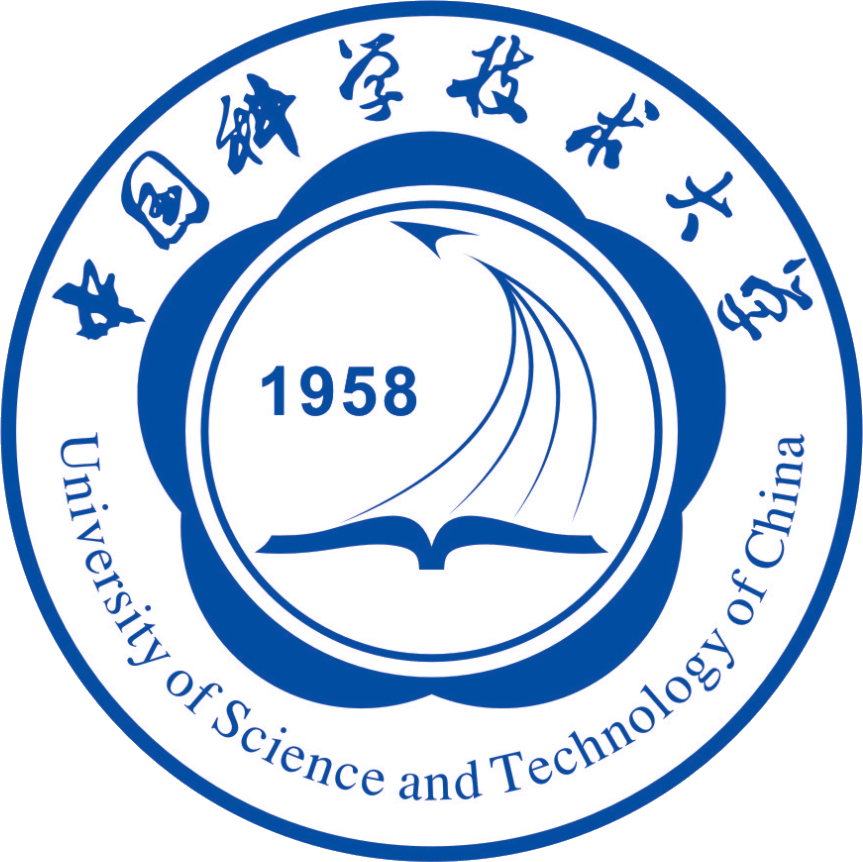 中国科学技术大学
1958
University of Science and Technology of China